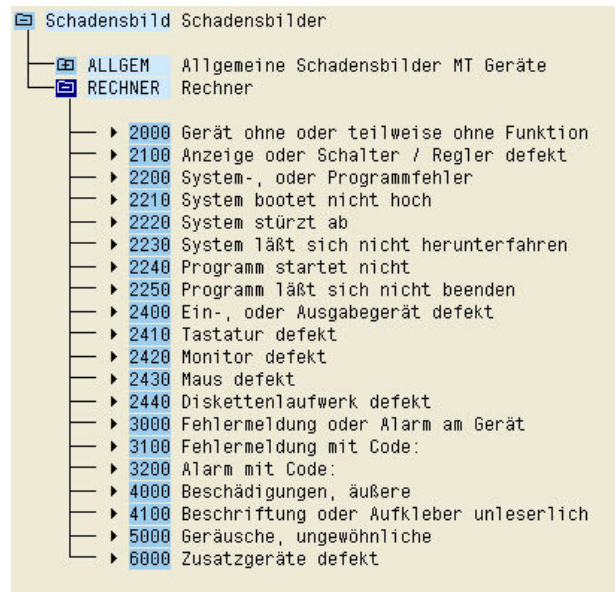 Schadensbild Schadensbilder
ALLGEM Allgemeine Schadensbilder MT Geräte
RECHNER Rechner
2000 Gerät ohne oder teilweise ohne Funktion
2100 Anzeige oder Schalter / Regler defekt
2200 System-, oder Programmfehler
2210 System bootet nicht hoch
2220 System stürzt ab
2230 System läßt sich nicht herunterfahren
2240 Programm startet nicht
2250 Programm läßt sich nicht beenden
2400 Ein-, oder Ausgabegerät defekt
2410 Tastatur defekt
2420 Monitor defekt
2430 Maus defekt
2440 Diskettenlaufwerk defekt
3000 Fehlermeldung oder Alarm am Gerät
3100 Fehlermeldung mit Code:
3200 Alarm mit Code:
4000 Beschädigungen, äußere
4100 Beschriftung oder Aufkleber unleserlich
5000 Geräusche, ungewöhnliche
6000 Zusatzgeräte defekt